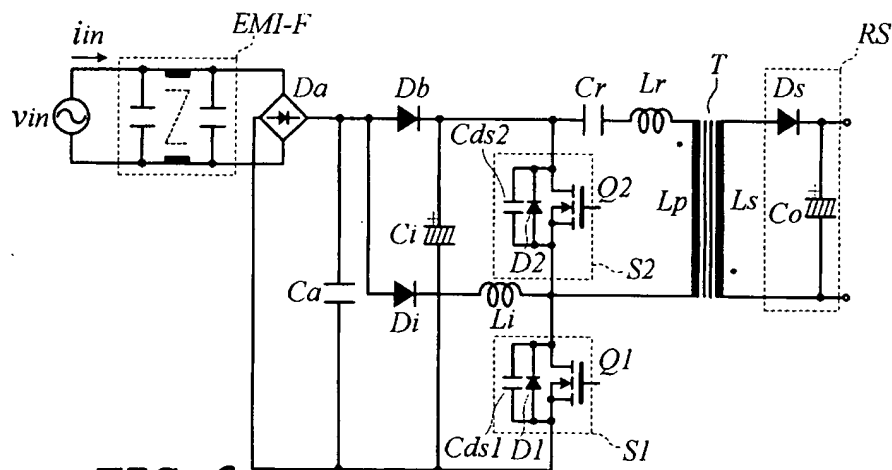 EMI-F
iin
vin
Da
Db
Cr
Lr
T
RS
Ds
Cds2
Q2
Lp
Ls
Co
Ci
D2
S2
Ca
Di
Li
Q1
Cds1
D1
S1